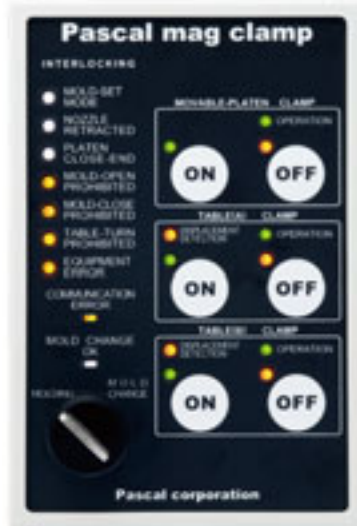 Pascal mag clamp
INTERLOCKING
MOLD-SET
MODE
NOZZLE
RETRACTED
PLATEN
CLOSE-END
MOLD-OPEN
PROHIBITED
MOLD-CLOSE
PROHIBITED
TABLE-TURN
PROHIBITED
EQUIPMENT
ERROR
COMMUNICATION
ERROR
MOLD CHANGE
OK
MOLDING
MOLD
CHANGE
MOVABLE-PLATEN CLAMP
OPERATION
ON OFF
TABLE(A) CLAMP
DISPLACEMENT
DETECTION
OPERATION
ON OFF
TABLE(B) CLAMP
DISPLACEMENT
DETECTION
OPERATION
ON OFF
Pascal corporation